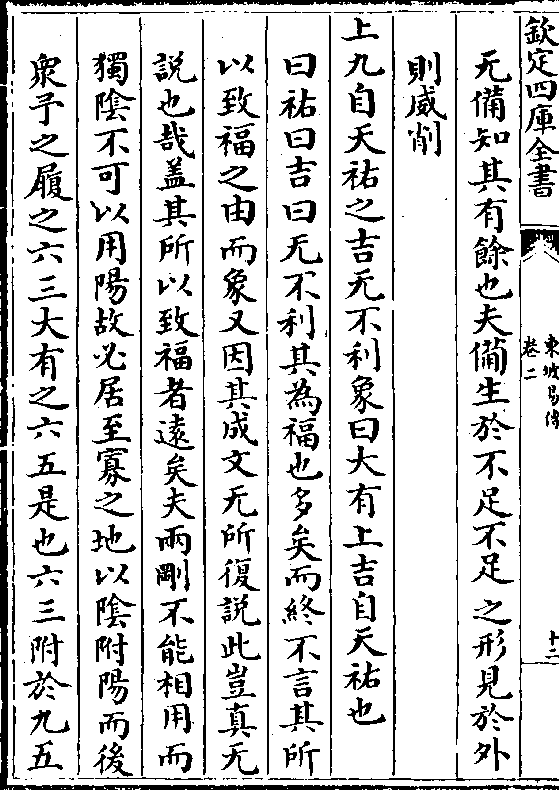 欽定四庫全書
東坡易傳
卷二
十二
无備知其有餘也夫備生於不足不足之形見於外
則威削
上九自天祐之吉无不利象曰大有上吉自天祐也
曰祐曰吉曰无不利其為福也多矣而終不言其所
以致福之由而象又因其成文无所復說此豈真无
說也哉蓋其所以致福者遠矣夫兩剛不能相用而
獨陰不可以用陽故必居至寡之地以陰附陽而後
衆予之履之六三大有之六五是也六三附於九五